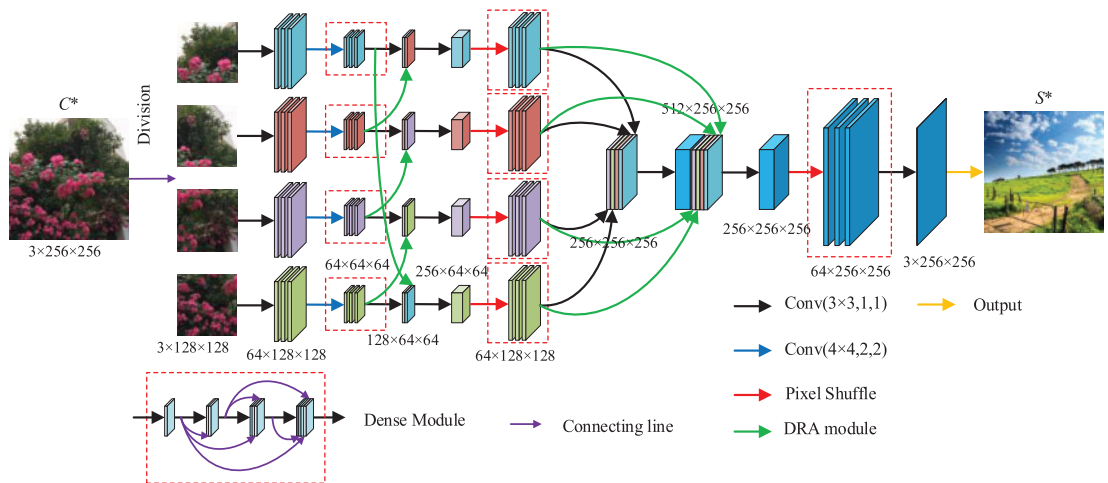 C*
Division
3×256×256
3×128×128
64×128×128
64×64×64
128×64×64
256×64×64
64×128×128
256×256×256
512×256×256
256×256×256
64×256×256
3×256×256
S*
Conv(3×3,1,1)
Output
Conv(4×4,2,2)
Pixel Shuffle
DRA module
Dense Module
Connecting line